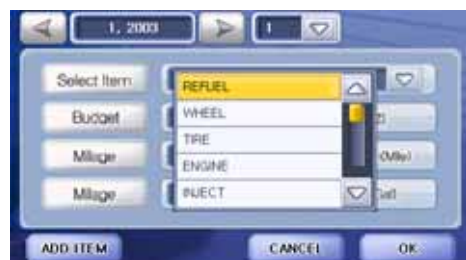 1, 2003
1
Select Item
REFUEL
Budget
WHEEL
TIRE
Milage
ENGINE
(Mile)
Milage
INJECT
ADD ITEM
CANCEL
OK